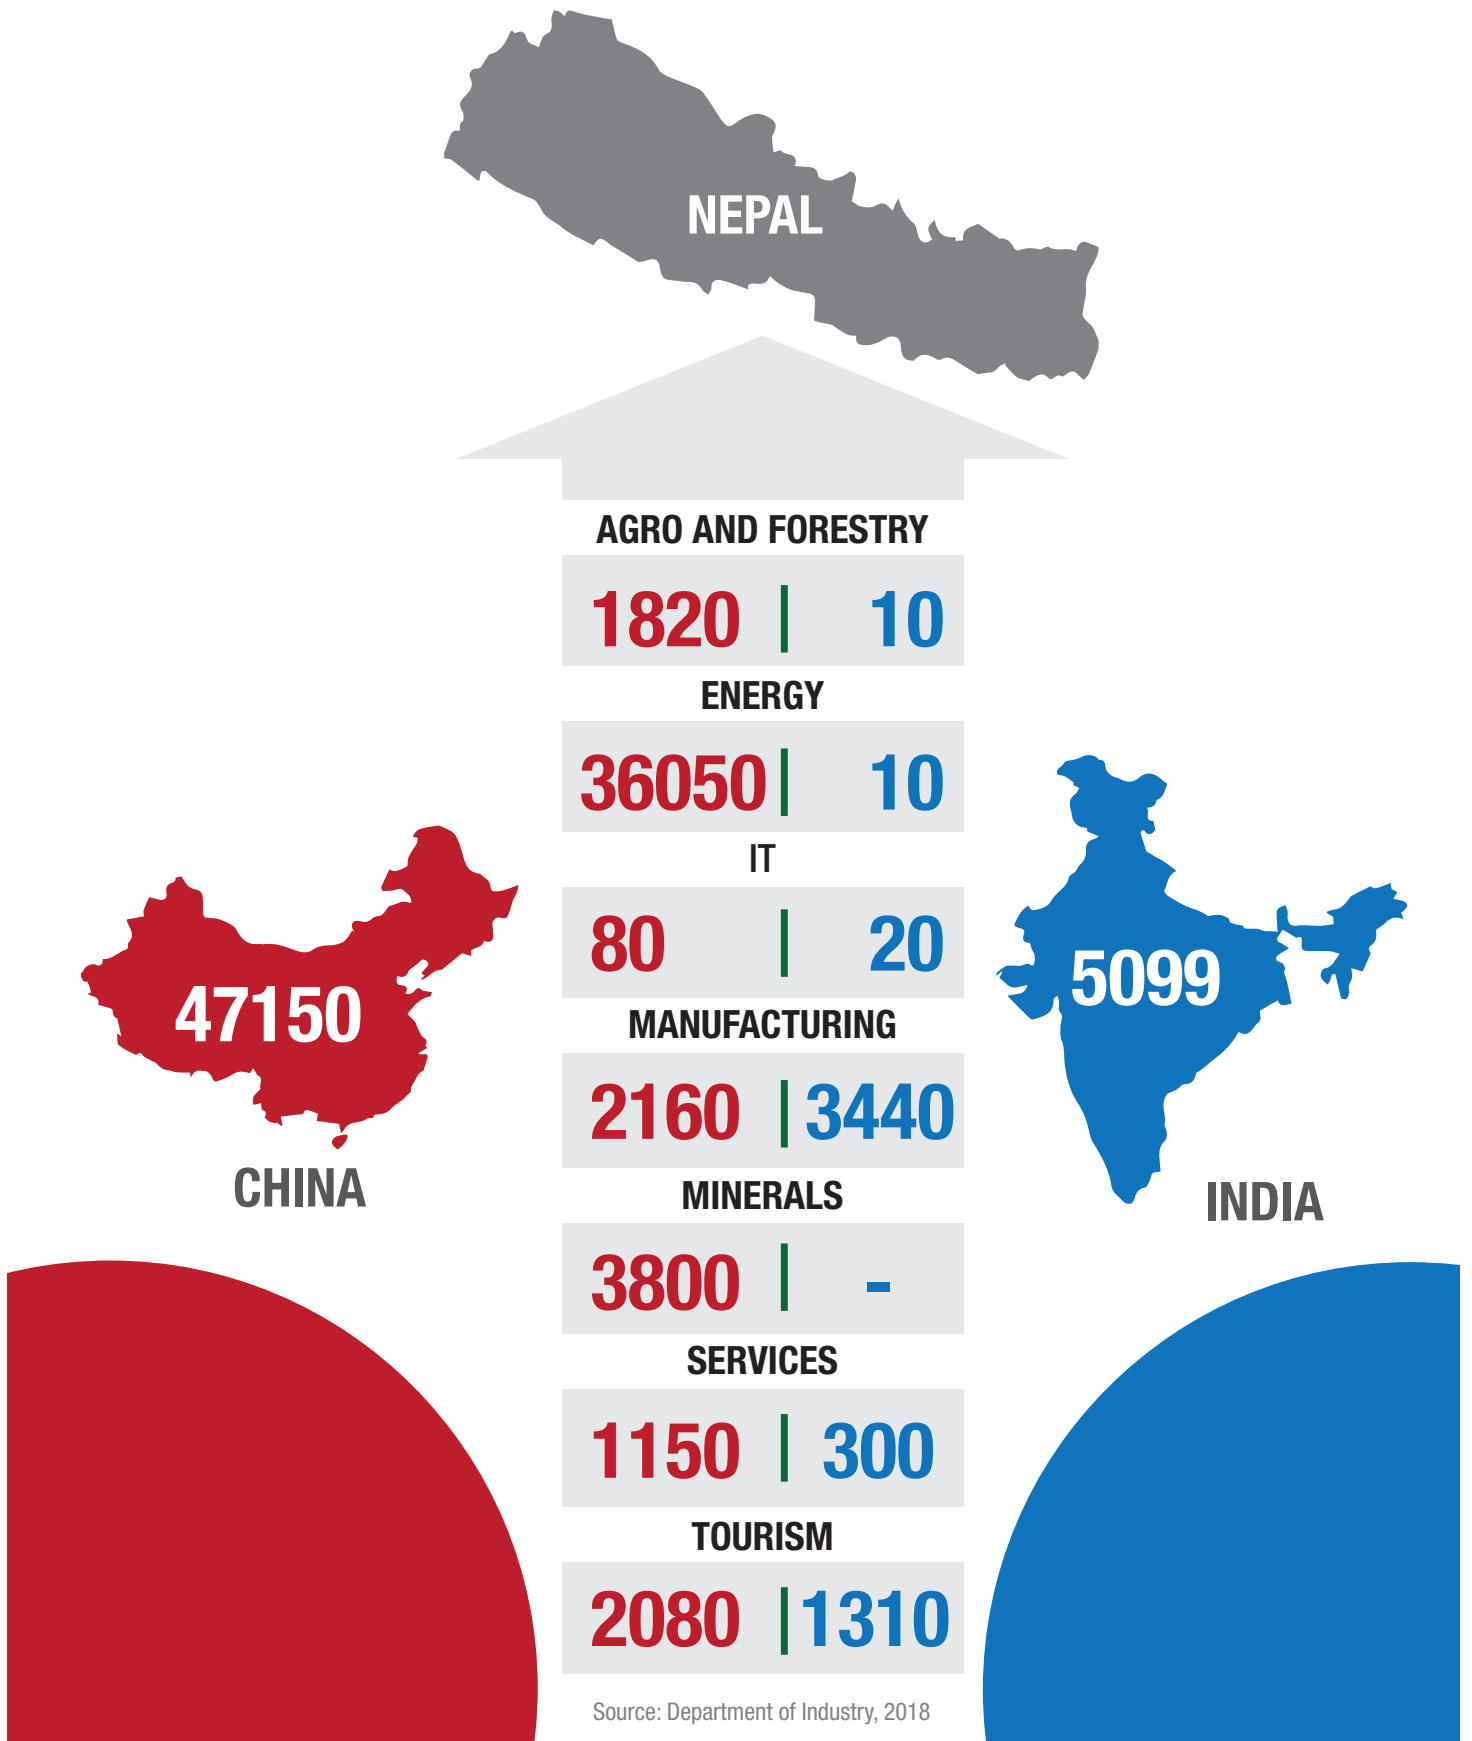 NEPAL
AGRO AND FORESTRY
1820 | 10
ENERGY
36050 | 10
IT
80 | 20
47150
5099
MANUFACTURING
2160 | 3440
CHINA
MINERALS
INDIA
3800 | -
SERVICES
1150 | 300
TOURISM
2080 | 1310
Source: Department of Industry, 2018